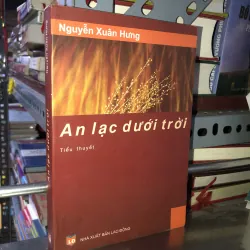 Nguyễn Xuân Hưng
An lạc dưới trời
Tiểu thuyết
NHÀ XUẤT BẢN LAO ĐỘNG